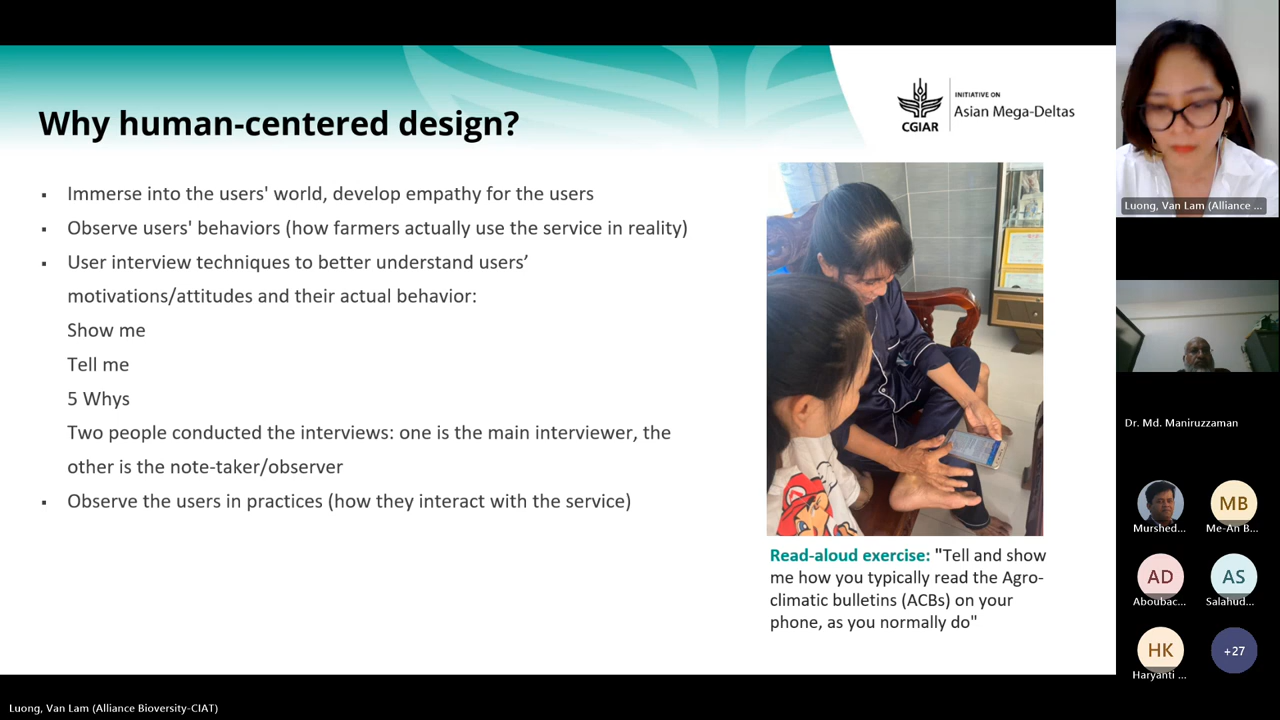 Why human-centered design?
CGIAR
INITIATIVE ON
Asian Mega-Deltas
▪ Immerse into the users' world, develop empathy for the users
▪ Observe users' behaviors (how farmers actually use the service in reality)
▪ User interview techniques to better understand users’
motivations/attitudes and their actual behavior:
Show me
Tell me
5 Whys
Two people conducted the interviews: one is the main interviewer, the
other is the note-taker/observer
▪ Observe the users in practices (how they interact with the service)
Read-aloud exercise: "Tell and show
me how you typically read the Agro-
climatic bulletins (ACBs) on your
phone, as you normally do"
Luong, Van Lam (Alliance ...
Dr. Md. Maniruzzaman
Murshed...
MB
Me-An B...
AD
Aboubac...
AS
Salahud...
HK
Haryanti ...
+27
Luong, Van Lam (Alliance Bioversity-CIAT)